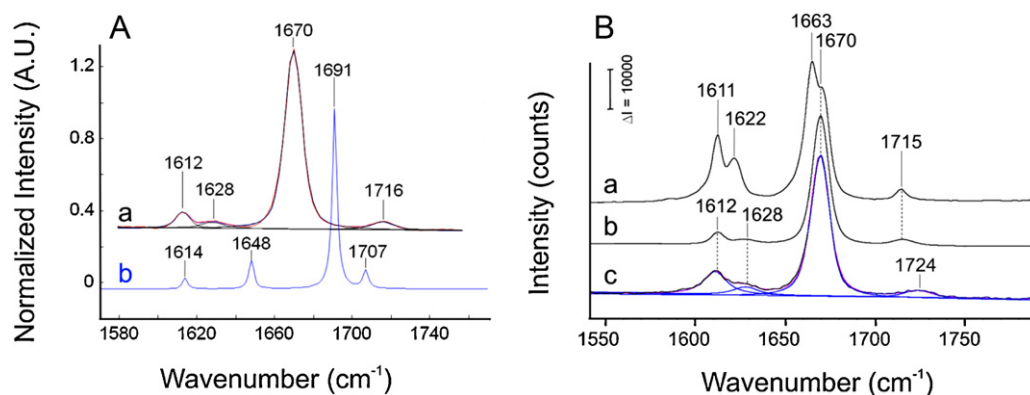 A
Normalized Intensity (A.U.)
1.2
0.8
0.4
0
1670
1691
1612
1628
1716
a
1614
1648
1707
b
1580 1620 1660 1700 1740
Wavenumber (cm⁻¹)
B
Intensity (counts)
ΔI = 10000
1663
1670
1611
1622
1715
a
1612
1628
b
1724
c
1550 1600 1650 1700 1750
Wavenumber (cm⁻¹)